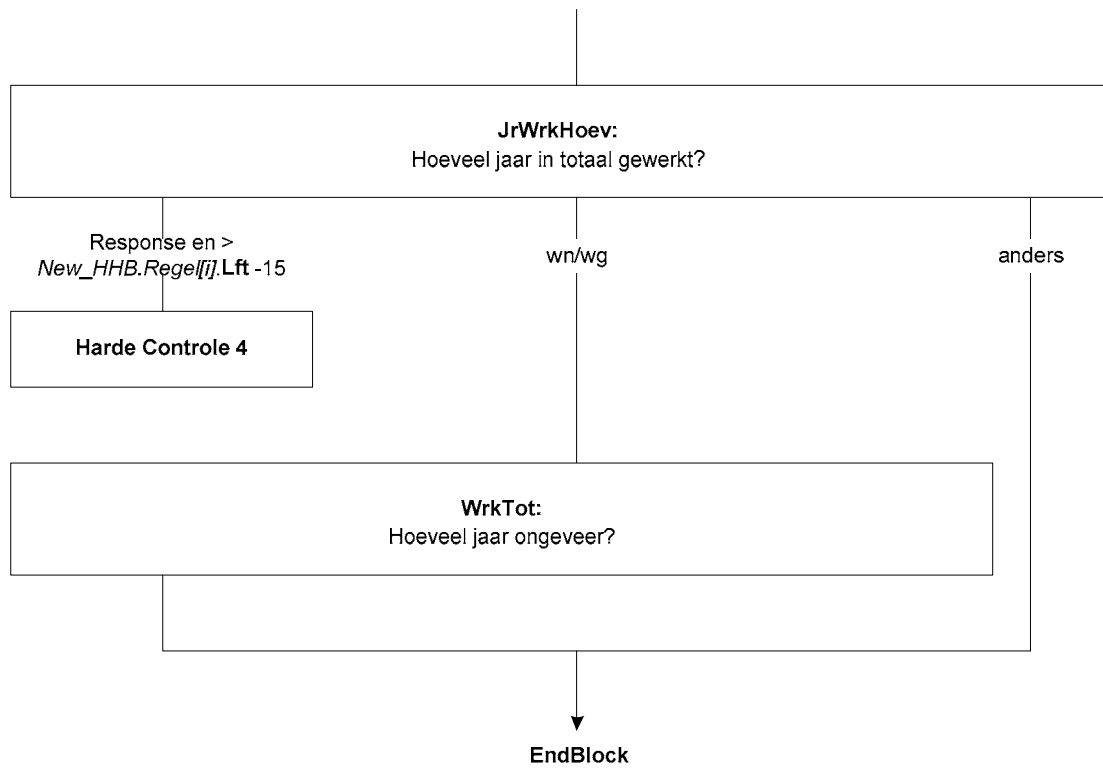 JrWrkHoev:
Hoeveel jaar in totaal gewerkt?
Response en >
New_HHB.Regel[i].Lft -15
wn/wg
anders
Harde Controle 4
WrkTot:
Hoeveel jaar ongeveer?
EndBlock